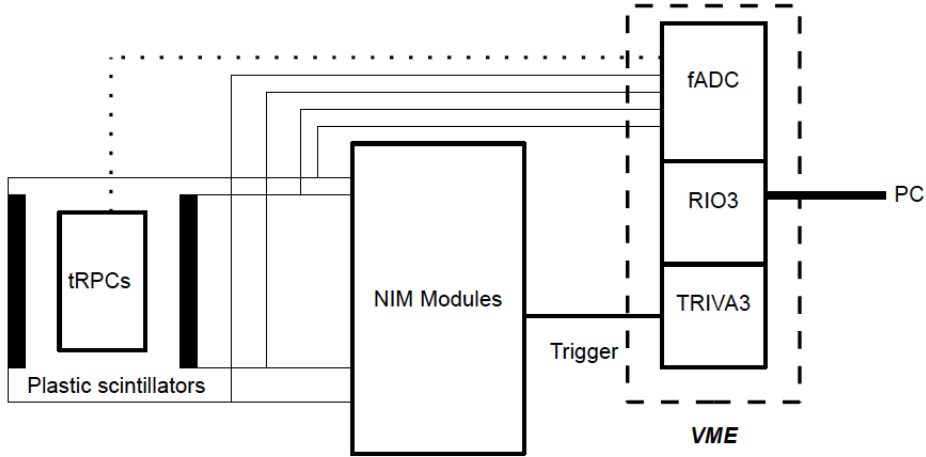 fADC
RIO3
PC
tRPCs
NIM Modules
TRIVA3
Trigger
Plastic scintillators
VME